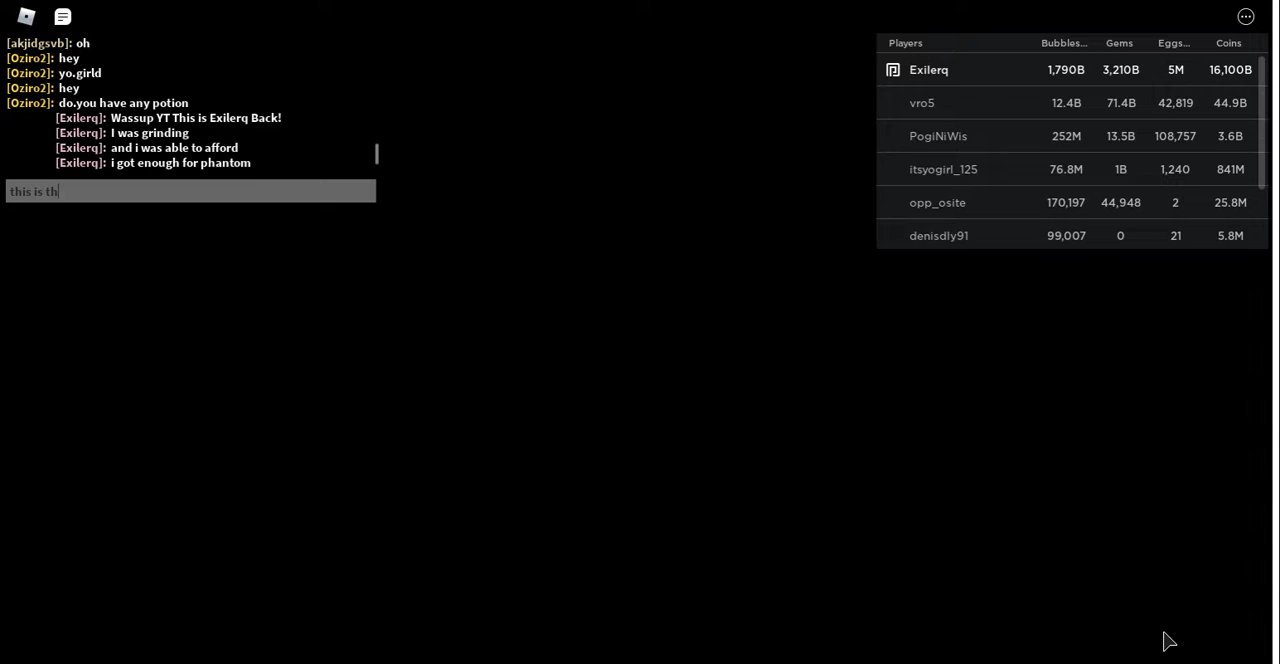 [akjidgsvb]: oh
[Oziro2]: hey
[Oziro2]: yo.girld
[Oziro2]: hey
[Oziro2]: do.you have any potion
[Exilerq]: Wassup YT This is Exilerq Back!
[Exilerq]: I was grinding
[Exilerq]: and i was able to afford
[Exilerq]: i got enough for phantom
this is th
Players Bubbles... Gems Eggs... Coins
Exilerq 1,790B 3,210B 5M 16,100B
vro5 12.4B 71.4B 42,819 44.9B
PogiNiWis 252M 13.5B 108,757 3.6B
itsyogirl_125 76.8M 1B 1,240 841M
opp_osite 170,197 44,948 2 25.8M
denisdly91 99,007 0 21 5.8M